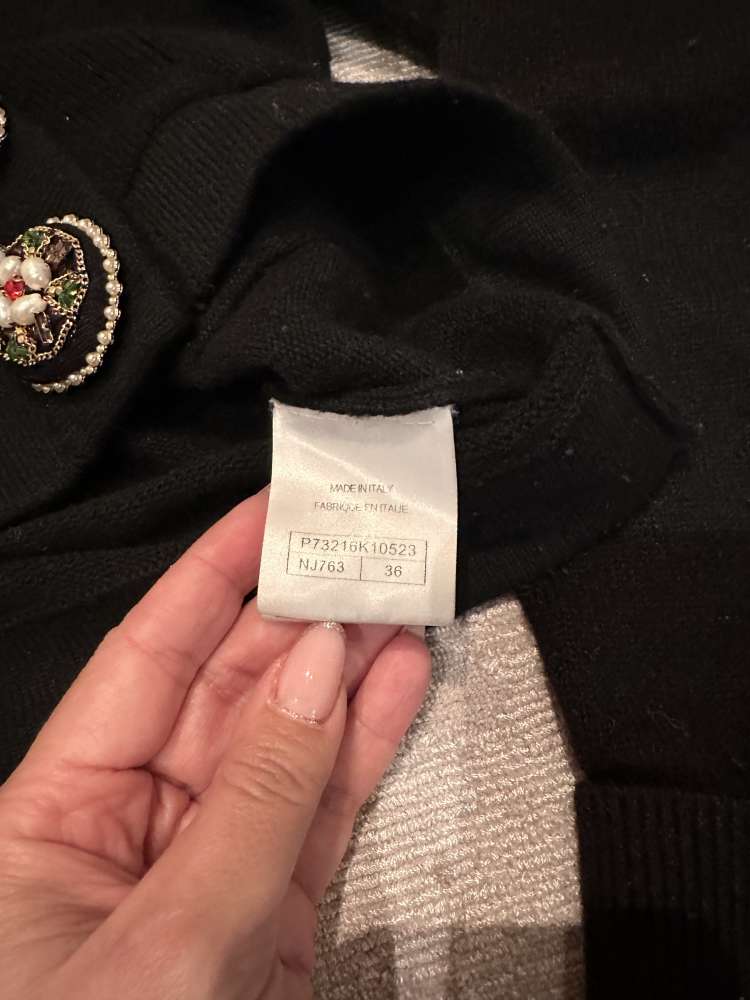 MADE IN ITALY
FABRIQUE EN ITALIE
P73216K10523
NJ763 36